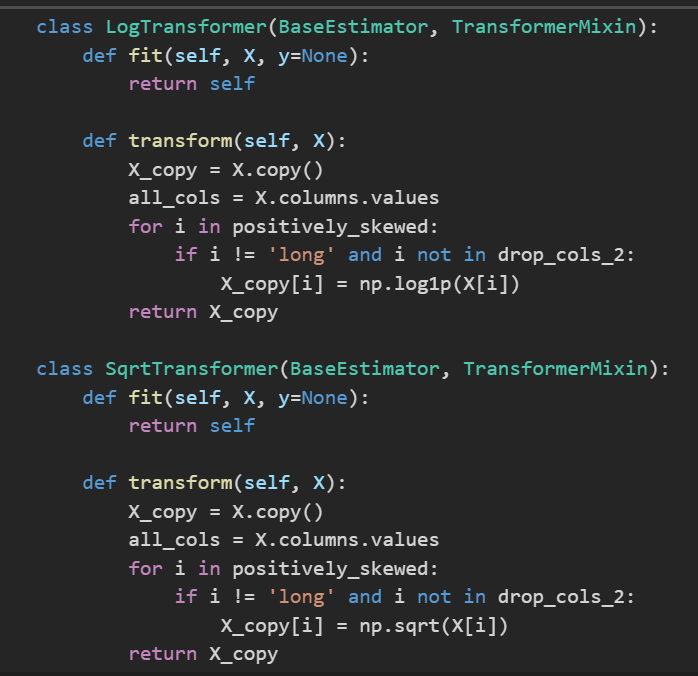 class LogTransformer(BaseEstimator, TransformerMixin):
    def fit(self, X, y=None):
        return self
    def transform(self, X):
        X_copy = X.copy()
        all_cols = X.columns.values
        for i in positively_skewed:
            if i != 'long' and i not in drop_cols_2:
                X_copy[i] = np.log1p(X[i])
        return X_copy
class SqrtTransformer(BaseEstimator, TransformerMixin):
    def fit(self, X, y=None):
        return self
    def transform(self, X):
        X_copy = X.copy()
        all_cols = X.columns.values
        for i in positively_skewed:
            if i != 'long' and i not in drop_cols_2:
                X_copy[i] = np.sqrt(X[i])
        return X_copy